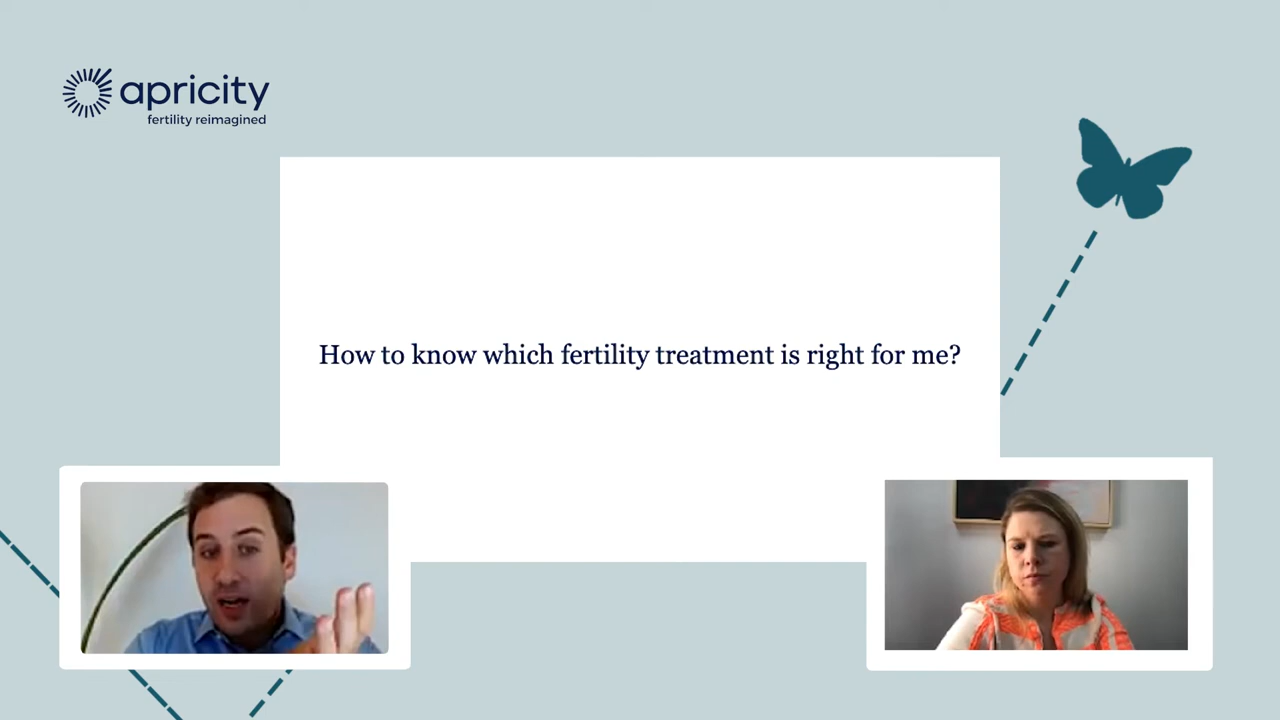 apricity
fertility reimagined
How to know which fertility treatment is right for me?